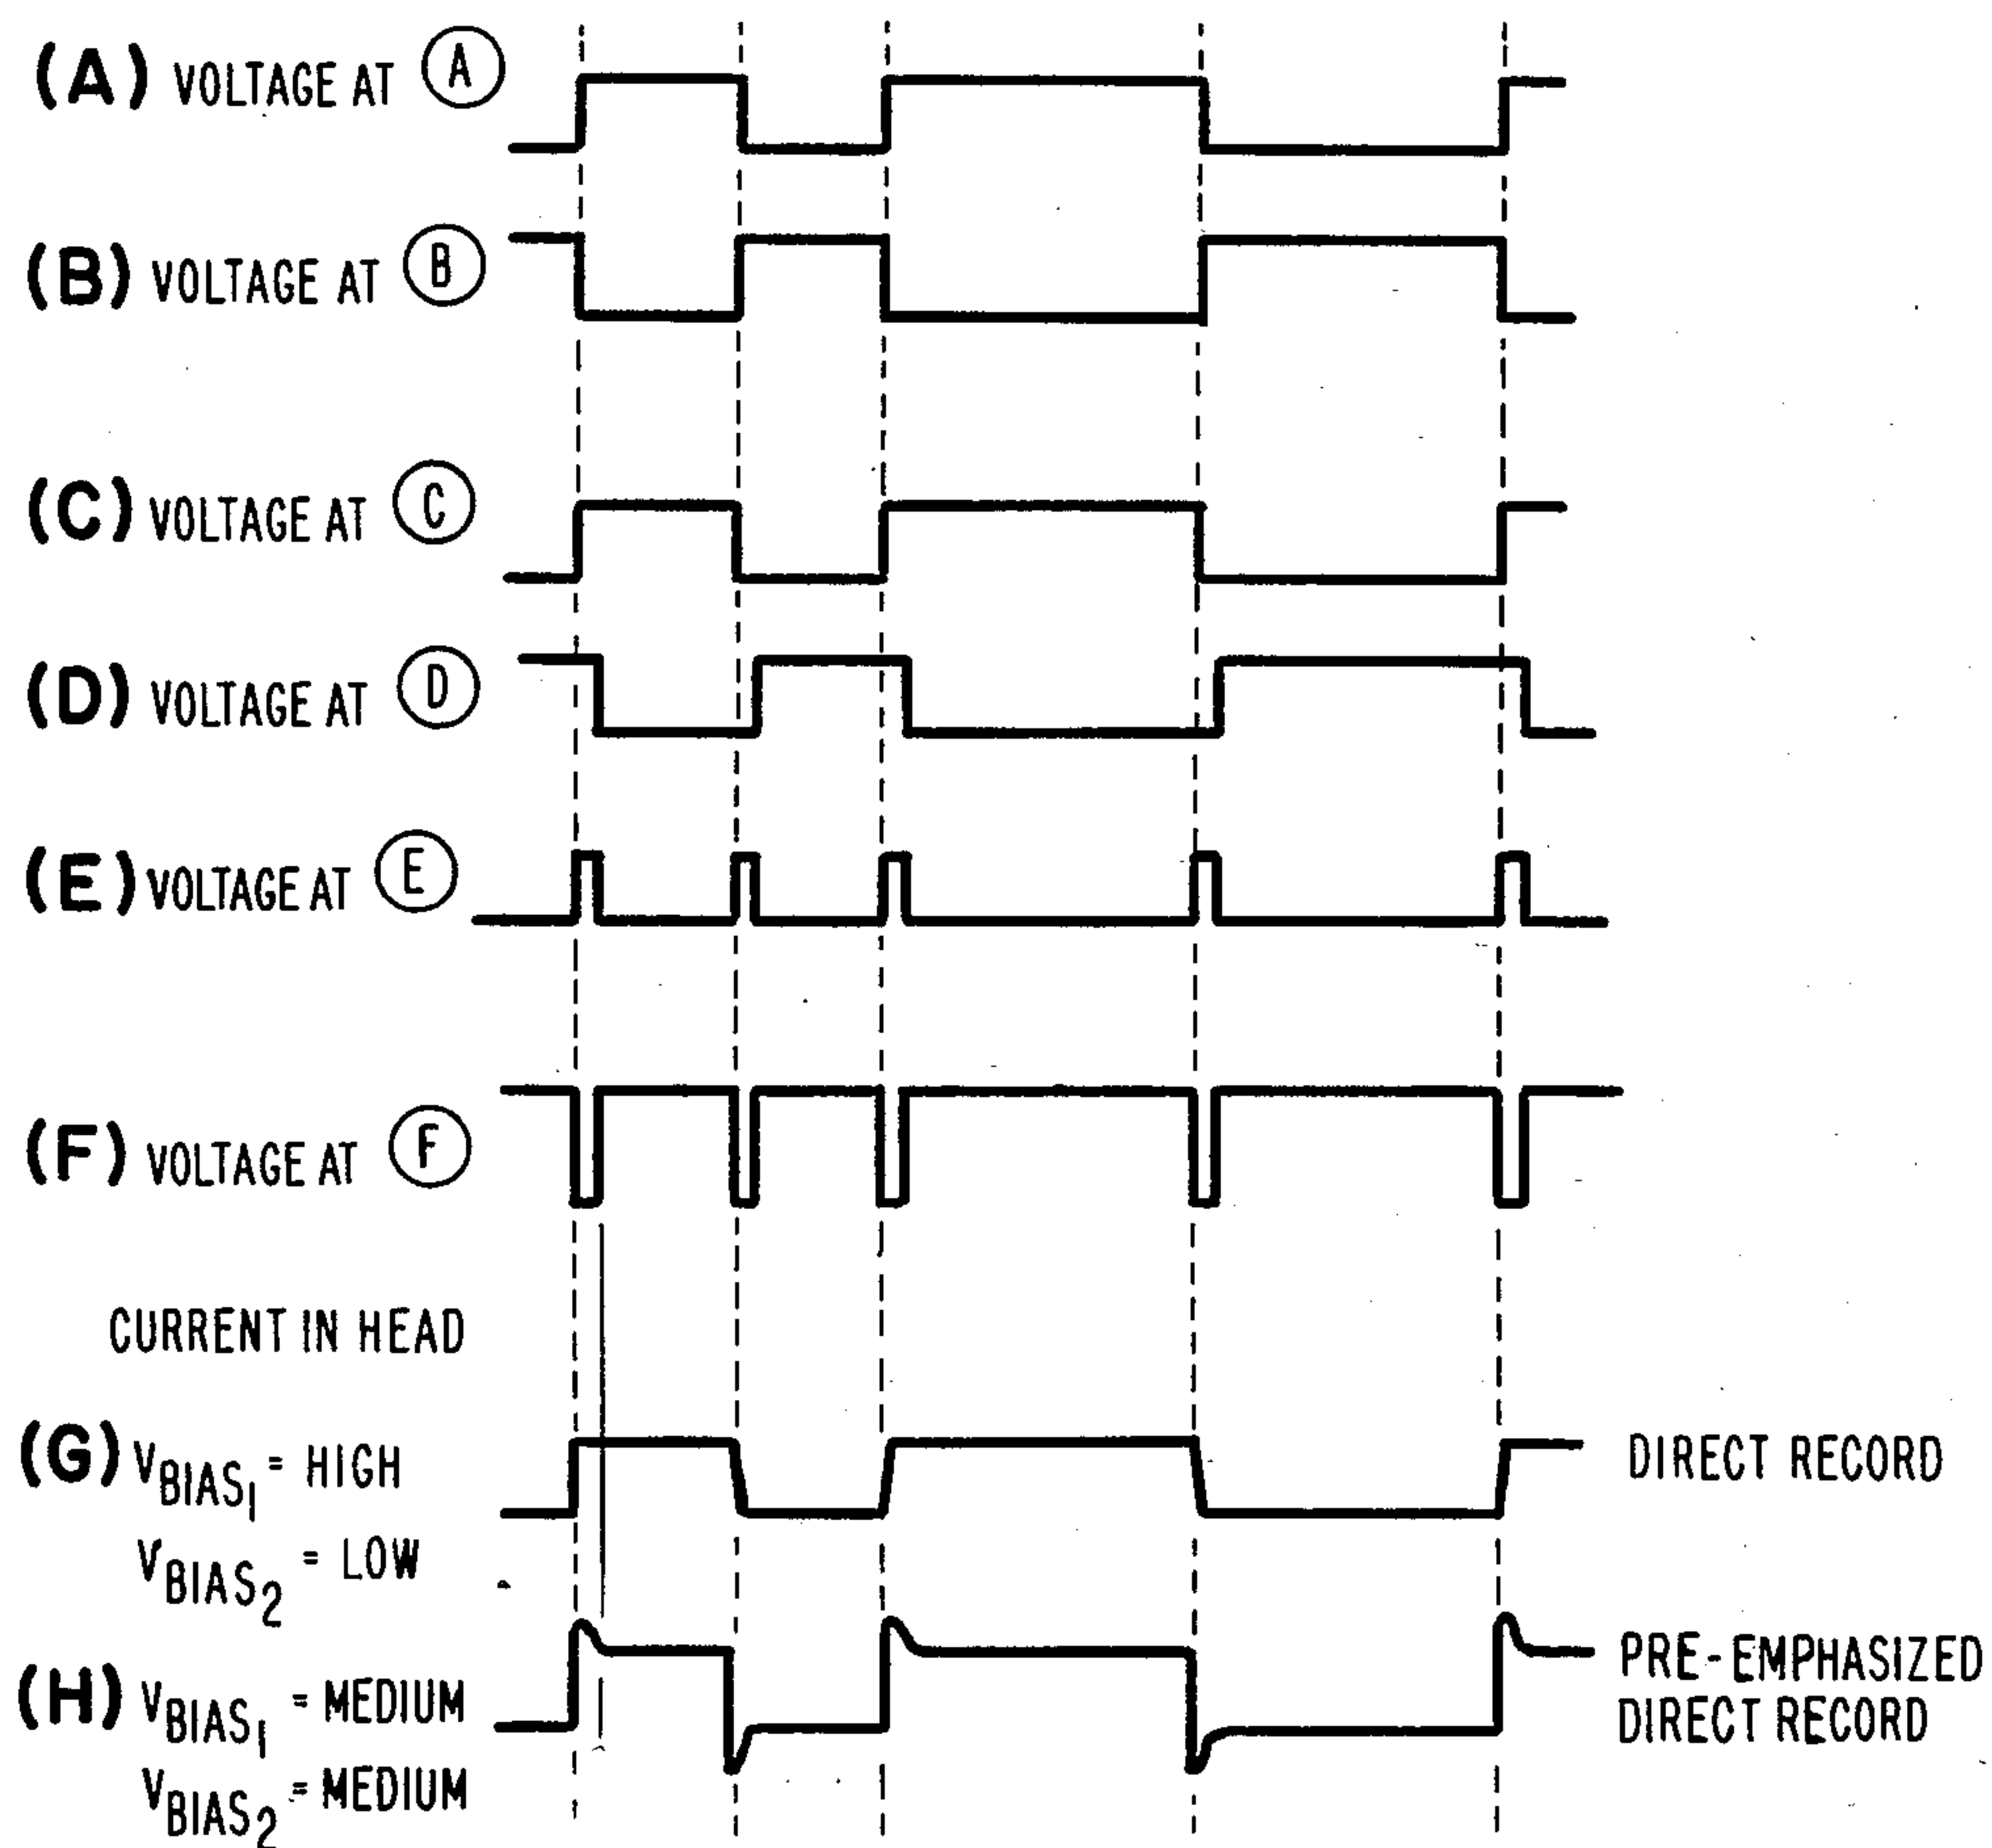 (A) VOLTAGE AT A
(B) VOLTAGE AT B
(C) VOLTAGE AT C
(D) VOLTAGE AT D
(E) VOLTAGE AT E
(F) VOLTAGE AT F
CURRENT IN HEAD
(G) VBIAS1 = HIGH
VBIAS2 = LOW
DIRECT RECORD
(H) VBIAS1 = MEDIUM
VBIAS2 = MEDIUM
PRE-EMPHASIZED
DIRECT RECORD